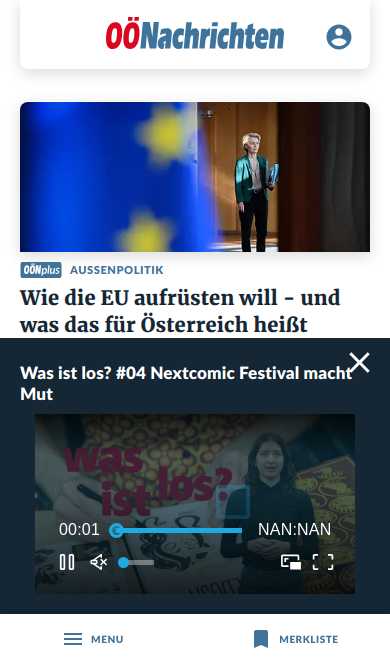 OÖNachrichten
OÖNplus AUSSENPOLITIK
Wie die EU aufrüsten will - und
was das für Österreich heißt
Was ist los? #04 Nextcomic Festival macht
Mut
was
ist los?
00:01
NAN:NAN
MENU
MERKLISTE